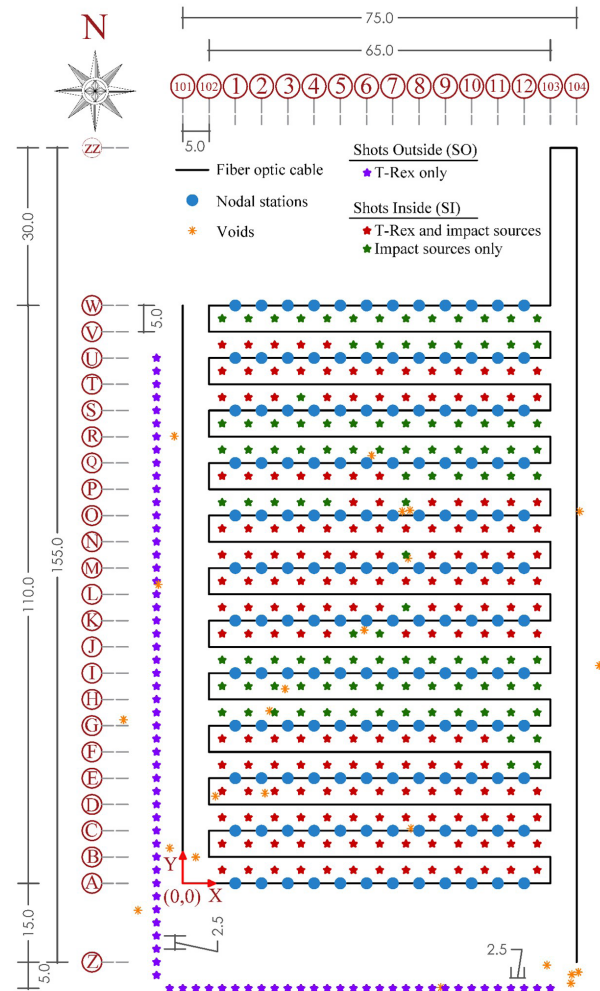 N
75.0
65.0
101 102 1 2 3 4 5 6 7 8 9 10 11 12 103 104
5.0
ZZ
Fiber optic cable
Nodal stations
Voids
Shots Outside (SO)
T-Rex only
Shots Inside (SI)
T-Rex and impact sources
Impact sources only
30.0
W
5.0
V
U
T
S
R
Q
P
O
N
M
L
K
J
I
H
G
F
E
D
C
B
A
155.0
110.0
Y
(0,0)
X
15.0
2.5
2.5
Z
5.0